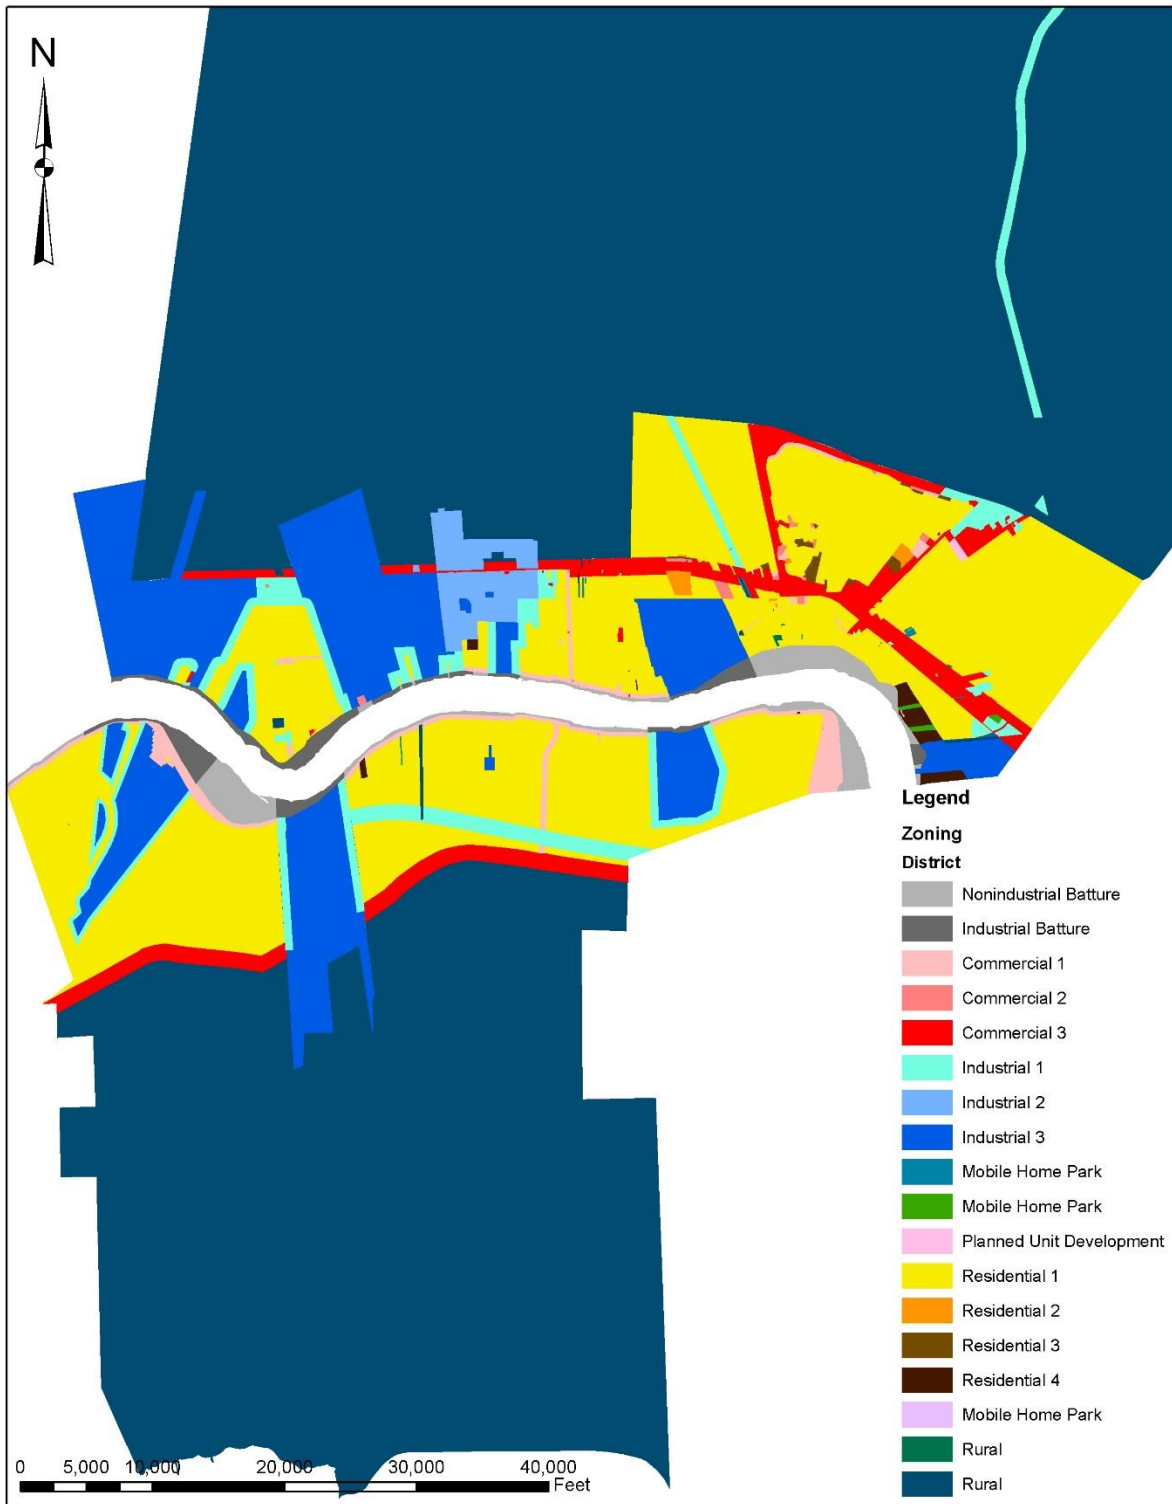 N
Legend
Zoning
District
Nonindustrial Batture
Industrial Batture
Commercial 1
Commercial 2
Commercial 3
Industrial 1
Industrial 2
Industrial 3
Mobile Home Park
Mobile Home Park
Planned Unit Development
Residential 1
Residential 2
Residential 3
Residential 4
Mobile Home Park
Rural
Rural
0 5,000 10,000 20,000 30,000 40,000
Feet